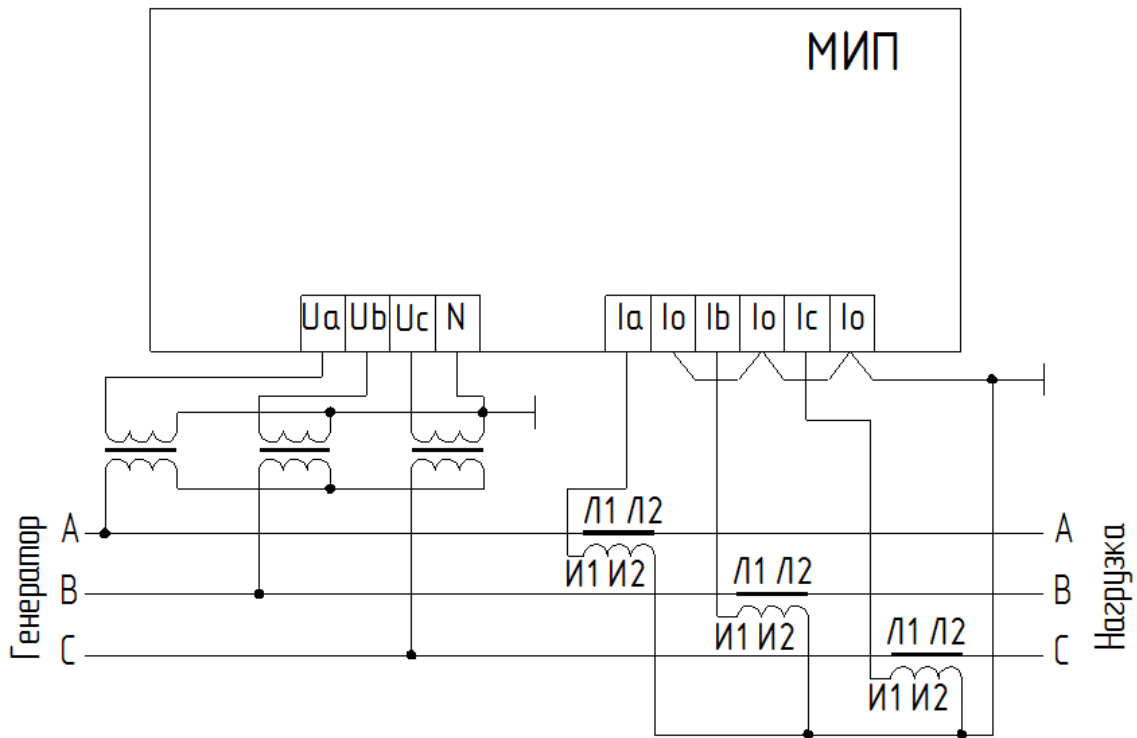 МИП
Ua Ub Uc N Ia Io Ib Io Ic Io
Генератор
A Л1 Л2 A
И1 И2
B Л1 Л2 B
И1 И2
C Л1 Л2 C
И1 И2
Нагрузка